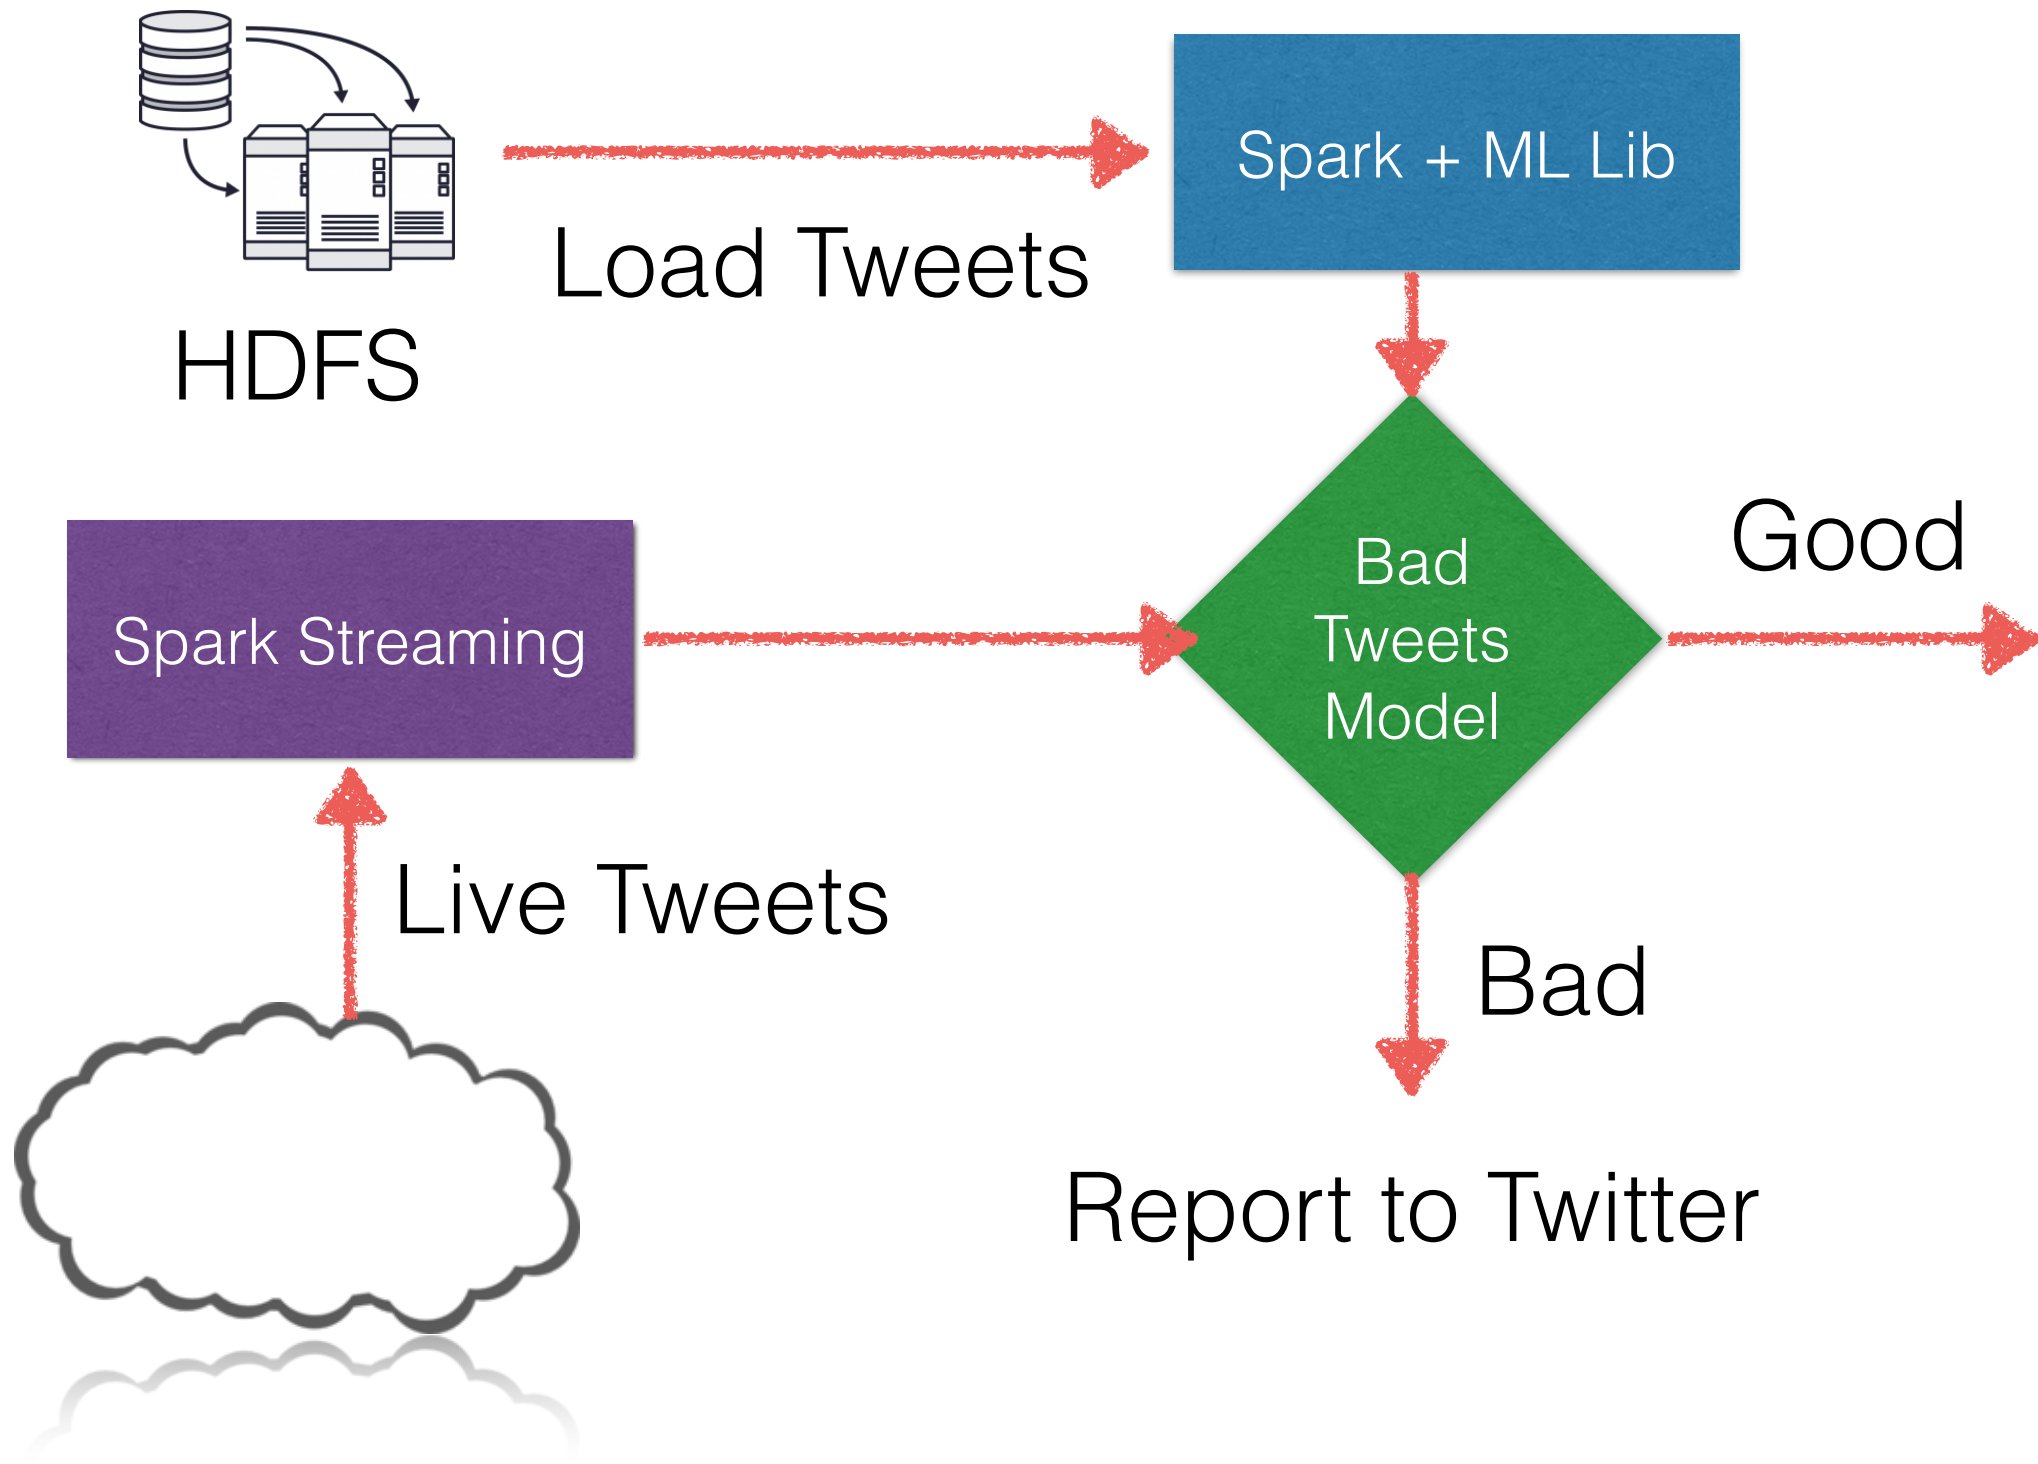 HDFS
Load Tweets
Spark + ML Lib
Spark Streaming
Bad
Tweets
Model
Good
Live Tweets
Bad
Report to Twitter